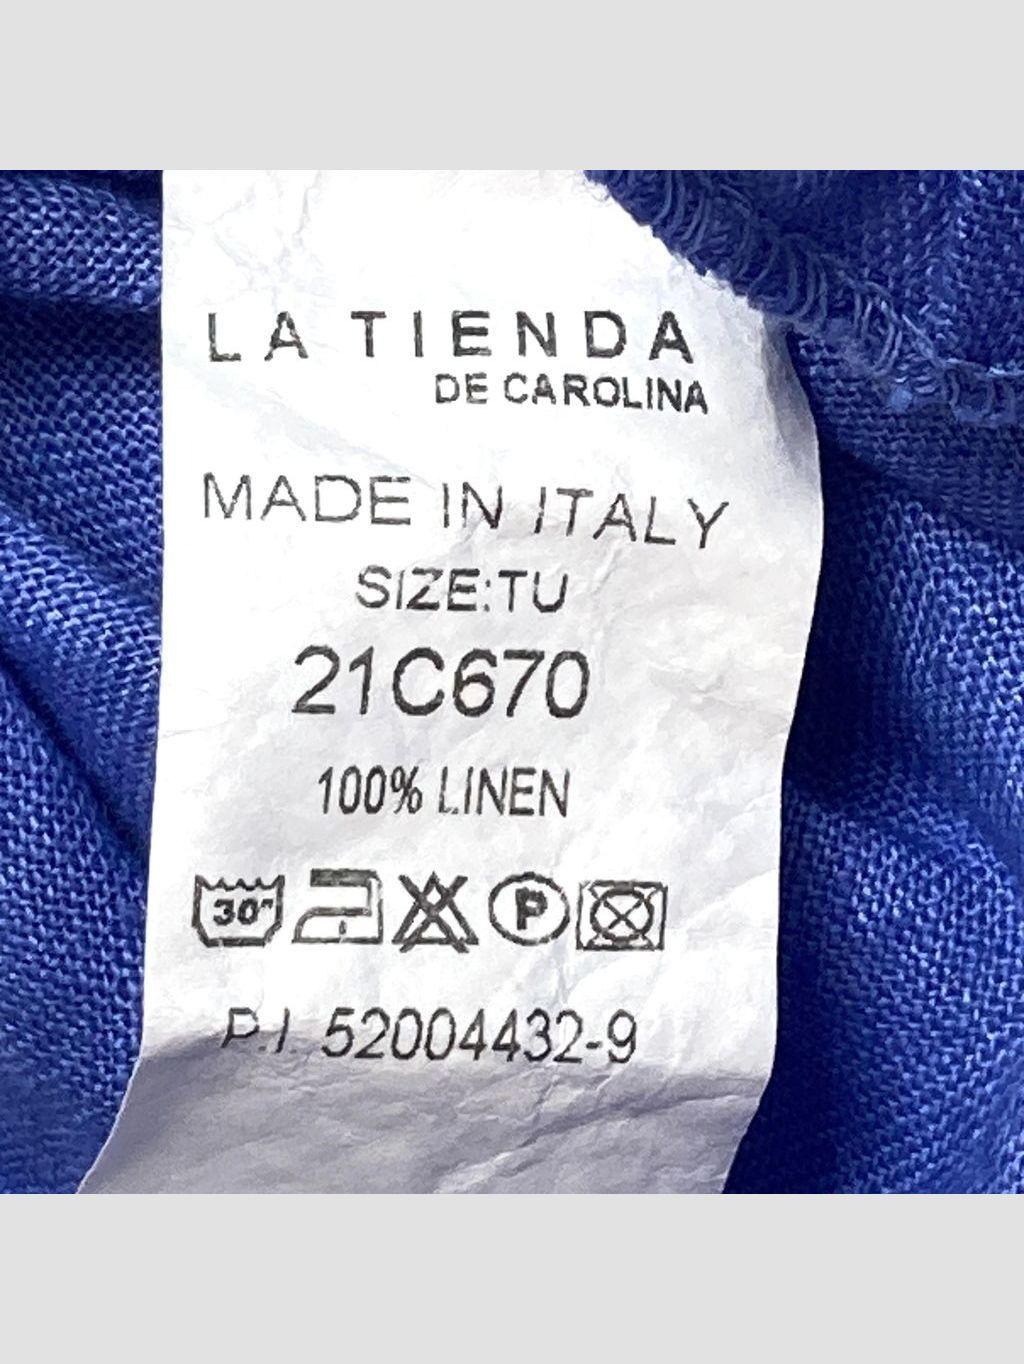 LA TIENDA
DE CAROLINA
MADE IN ITALY
SIZE:TU
21C670
100% LINEN
30° P
P.I. 52004432-9